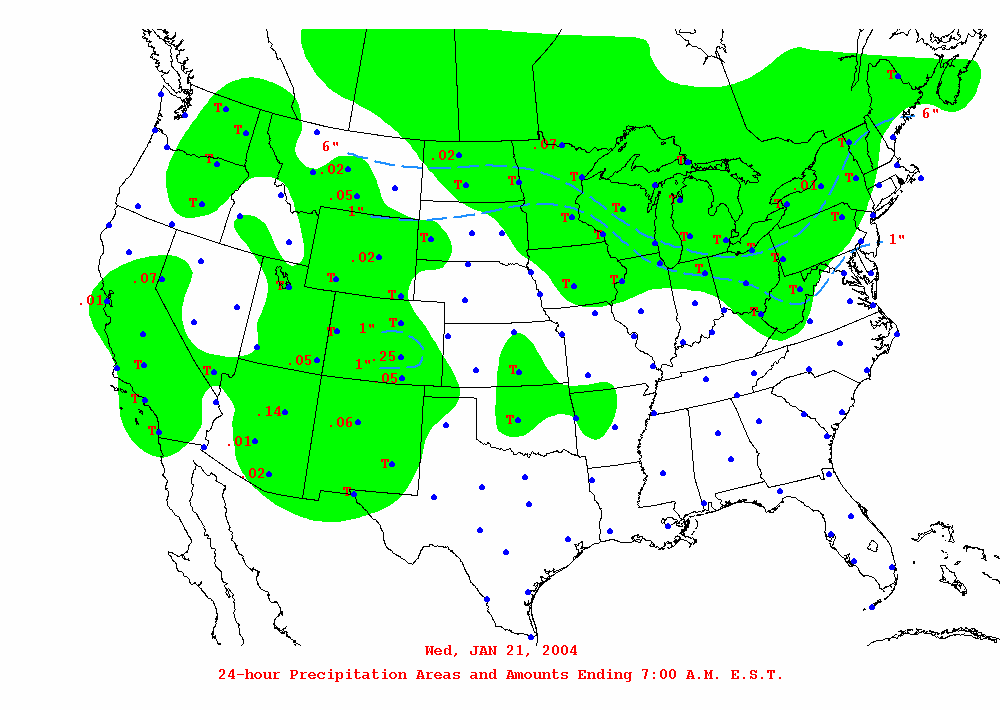 T
6"
T
T
T
.07
6"
.02
T
T
.02
T
T
.01
T
.05
T
T
T
T
T
1"
T
T
T
T
T
T
1"
.02
T
T
.07
T
T
T
T
T
.01
T
T
T
1"
T
.25
.05
1"
T
T
.05
T
.14
T
.06
T
.01
T
.02
T
Wed, JAN 21, 2004
24-hour Precipitation Areas and Amounts Ending 7:00 A.M. E.S.T.